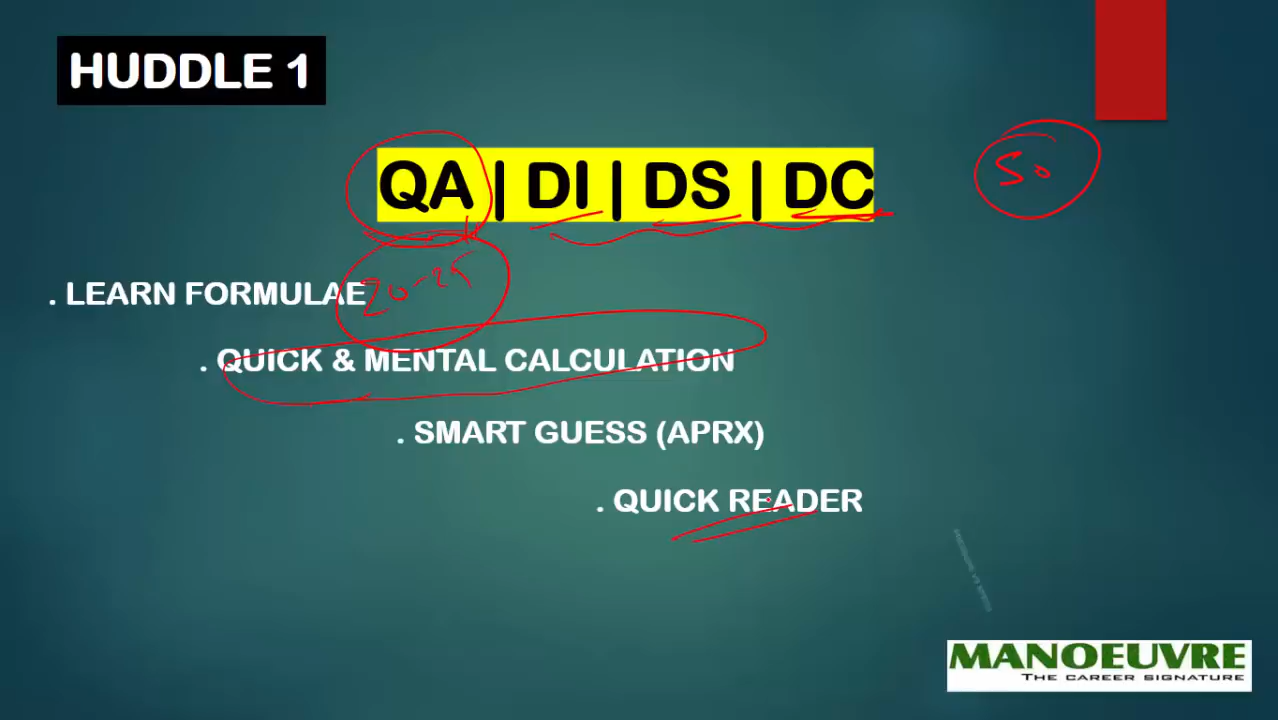 HUDDLE 1
QA | DI | DS | DC
50
20-25
. LEARN FORMULAE
. QUICK & MENTAL CALCULATION
. SMART GUESS (APRX)
. QUICK READER
MANOEUVRE
THE CAREER SIGNATURE